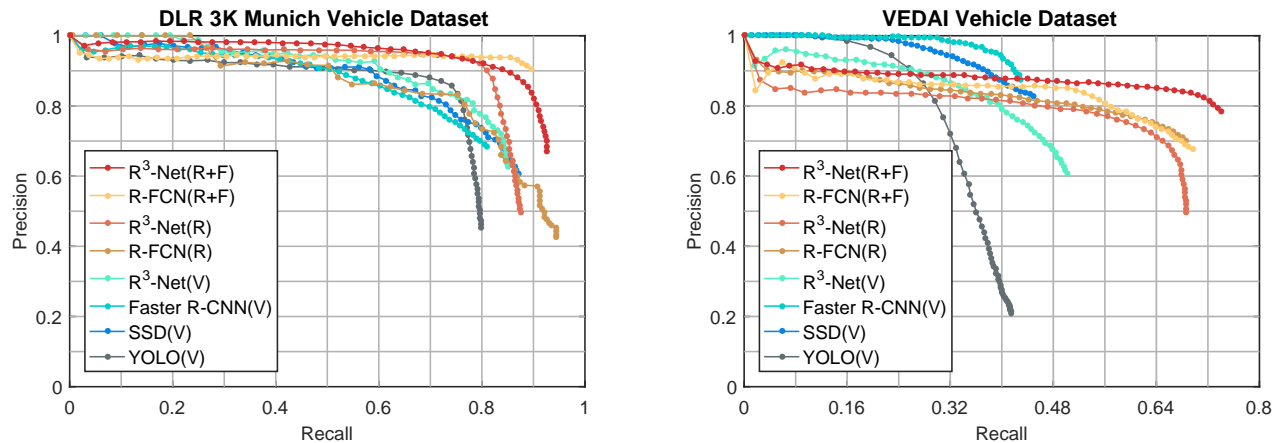 DLR 3K Munich Vehicle Dataset
1
0.8
0.6
0.4
0.2
0
Precision
R³-Net(R+F)
R-FCN(R+F)
R³-Net(R)
R-FCN(R)
R³-Net(V)
Faster R-CNN(V)
SSD(V)
YOLO(V)
0 0.2 0.4 0.6 0.8 1
Recall
VEDAI Vehicle Dataset
1
0.8
0.6
0.4
0.2
0
Precision
R³-Net(R+F)
R-FCN(R+F)
R³-Net(R)
R-FCN(R)
R³-Net(V)
Faster R-CNN(V)
SSD(V)
YOLO(V)
0 0.16 0.32 0.48 0.64 0.8
Recall